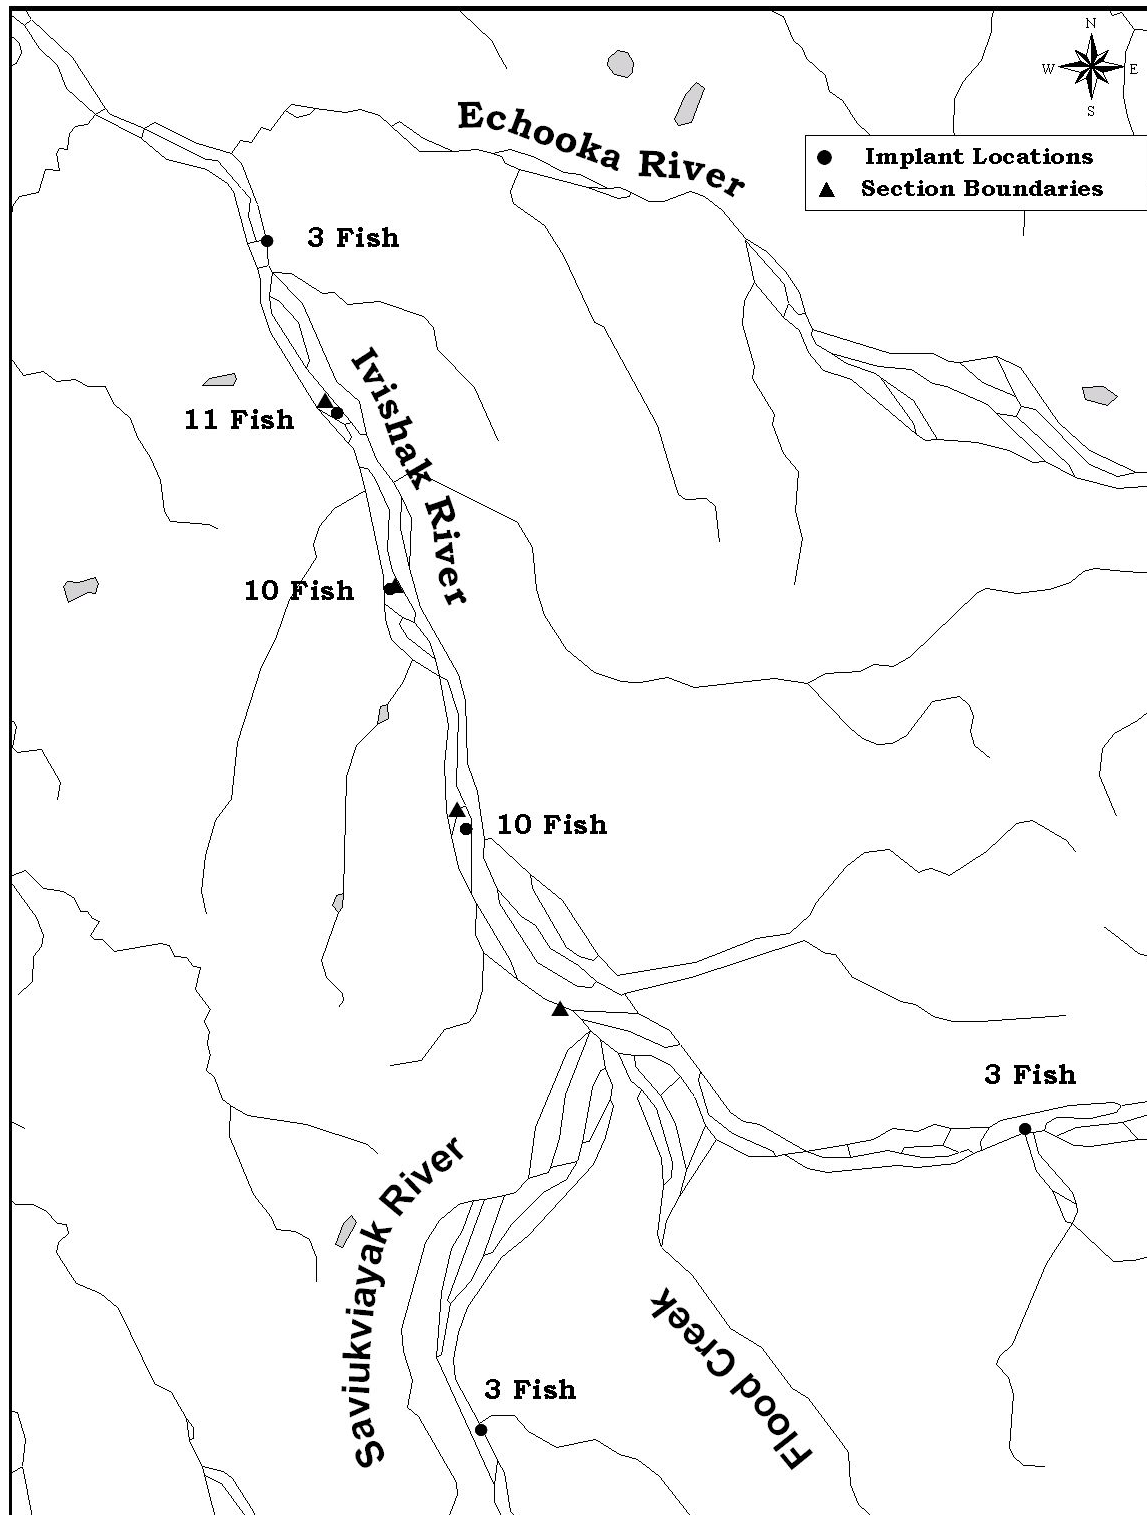 N
W E
S
Echooka River
Implant Locations
Section Boundaries
3 Fish
Ivishak River
11 Fish
10 Fish
10 Fish
3 Fish
Saviukviayak River
Flood Creek
3 Fish